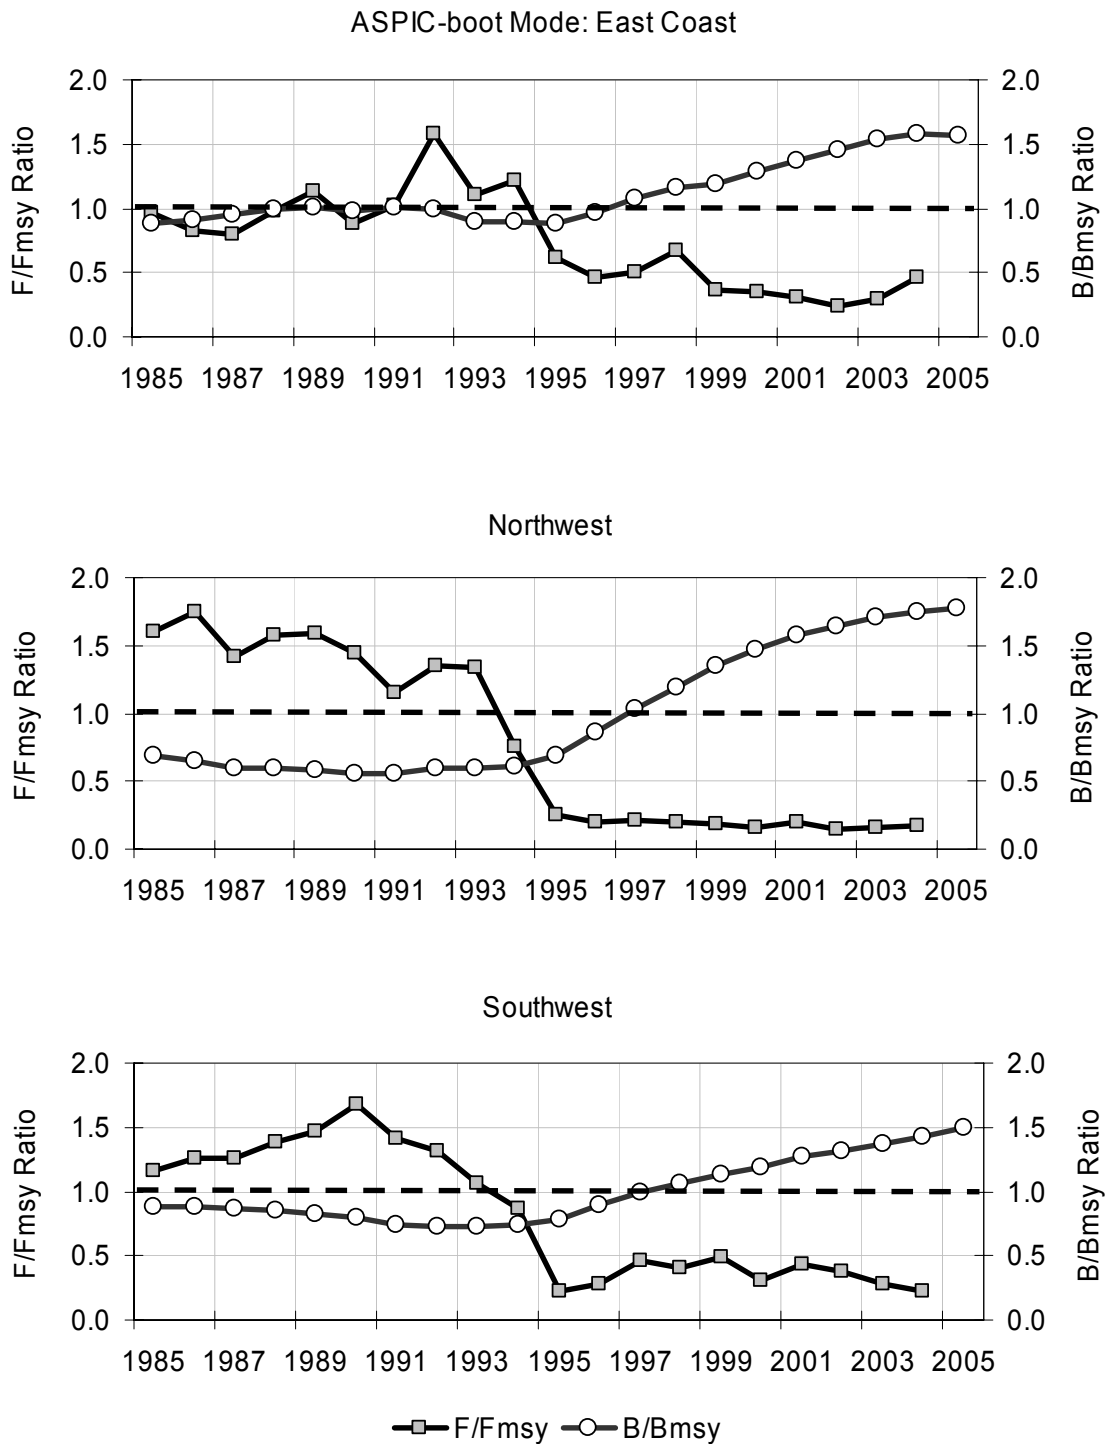 ASPIC-boot Mode: East Coast
2.0 2.0
1.5 1.5
1.0 1.0
0.5 0.5
0.0 0.0
F/Fmsy Ratio
B/Bmsy Ratio
1985 1987 1989 1991 1993 1995 1997 1999 2001 2003 2005
Northwest
2.0 2.0
1.5 1.5
1.0 1.0
0.5 0.5
0.0 0.0
F/Fmsy Ratio
B/Bmsy Ratio
1985 1987 1989 1991 1993 1995 1997 1999 2001 2003 2005
Southwest
2.0 2.0
1.5 1.5
1.0 1.0
0.5 0.5
0.0 0.0
F/Fmsy Ratio
B/Bmsy Ratio
1985 1987 1989 1991 1993 1995 1997 1999 2001 2003 2005
F/Fmsy B/Bmsy